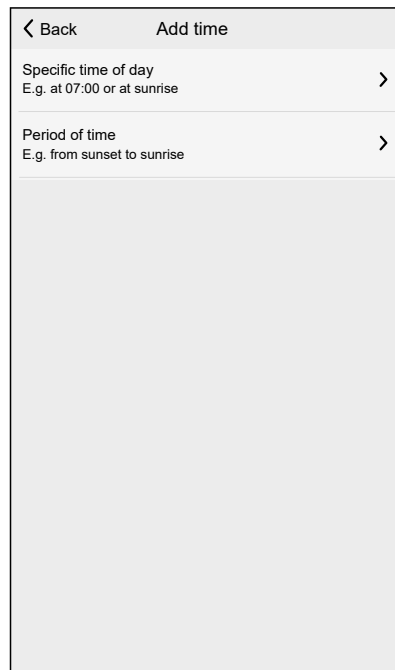 Back Add time
Specific time of day
E.g. at 07:00 or at sunrise
Period of time
E.g. from sunset to sunrise